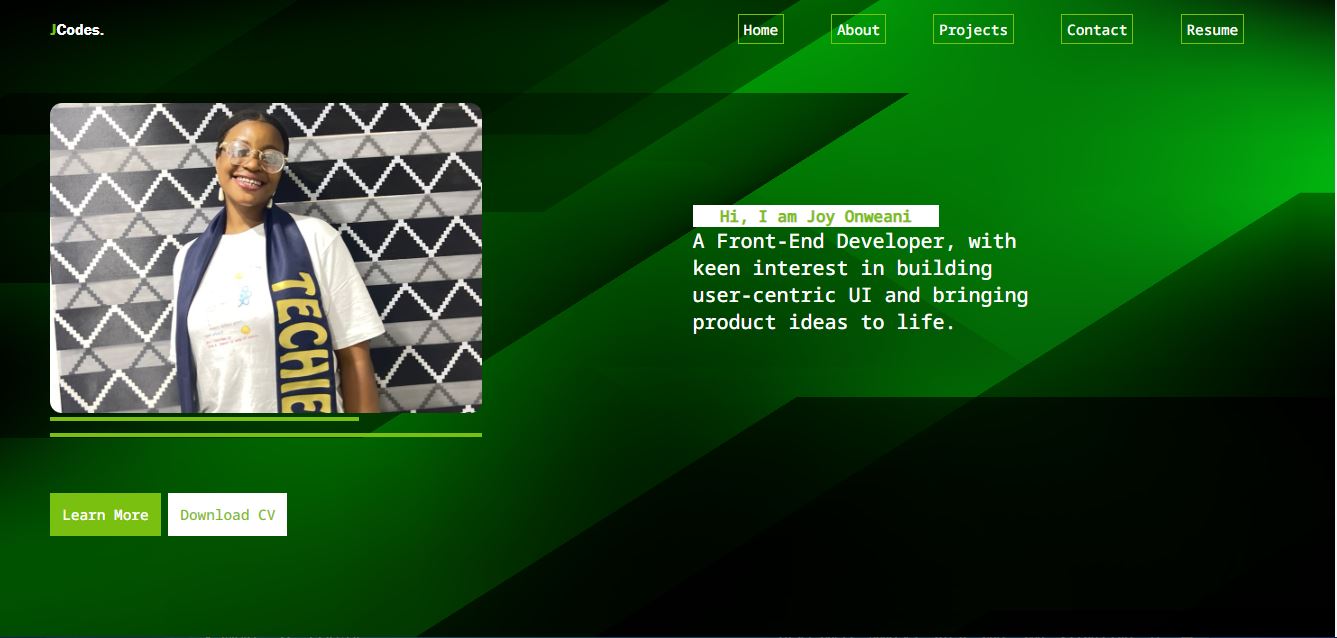 JCodes.
Home
About
Projects
Contact
Resume
TECHIE
Hi, I am Joy Onweani
A Front-End Developer, with
keen interest in building
user-centric UI and bringing
product ideas to life.
Learn More
Download CV